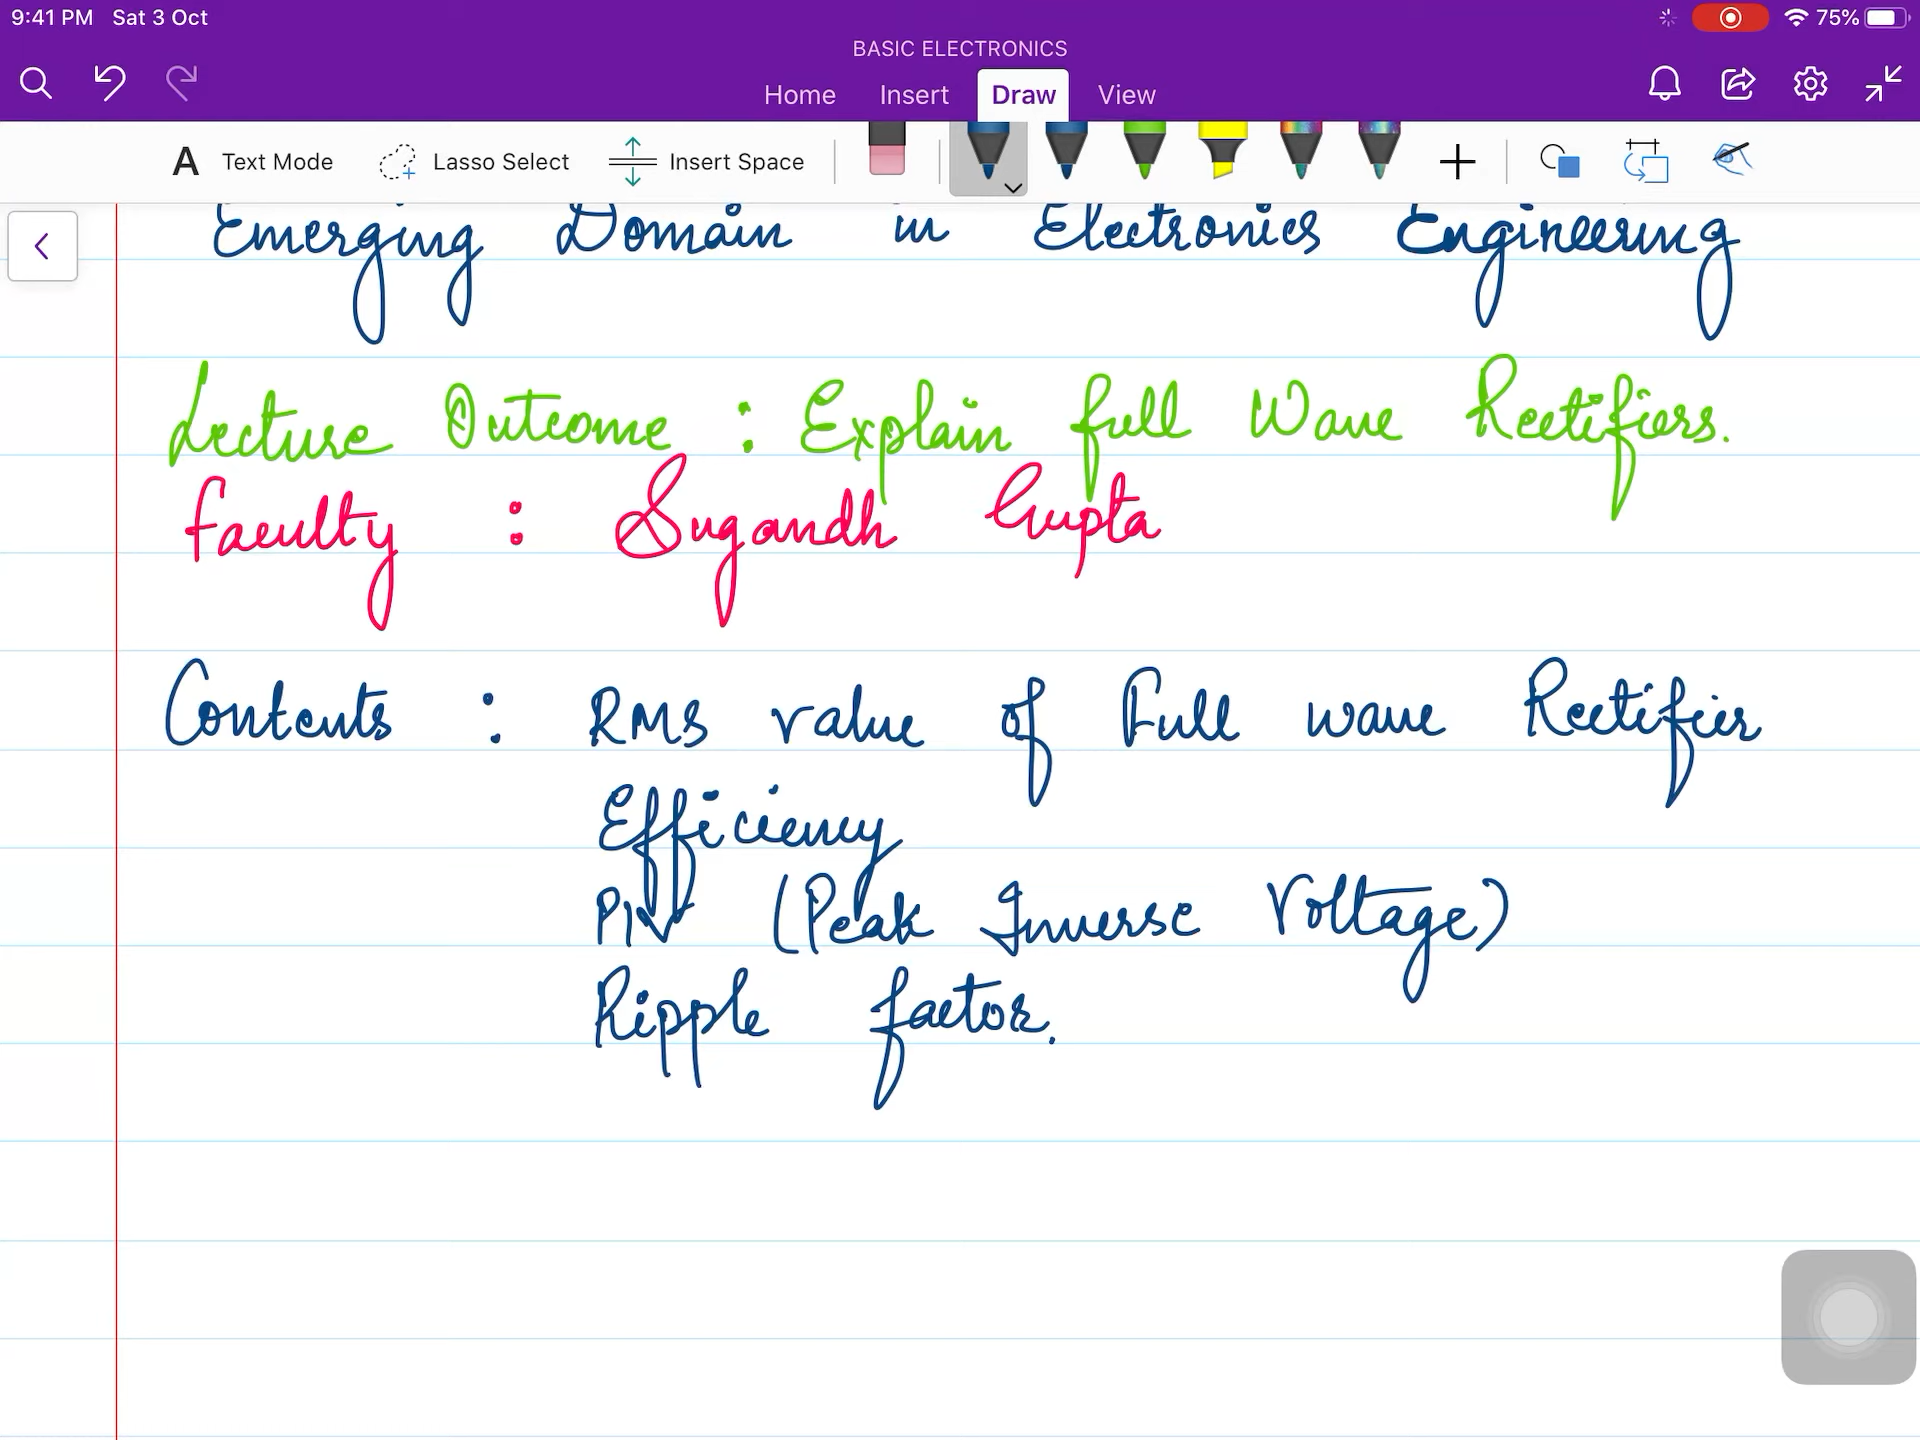 9:41 PM Sat 3 Oct 75%
BASIC ELECTRONICS
Home Insert Draw View
A Text Mode Lasso Select Insert Space
Emerging Domain in Electronics Engineering
Lecture Outcome : Explain full Wave Rectifiers.
Faculty : Sugandh Gupta
Contents : RMS value of Full wave Rectifier
Efficiency
PIV (Peak Inverse Voltage)
Ripple factor.